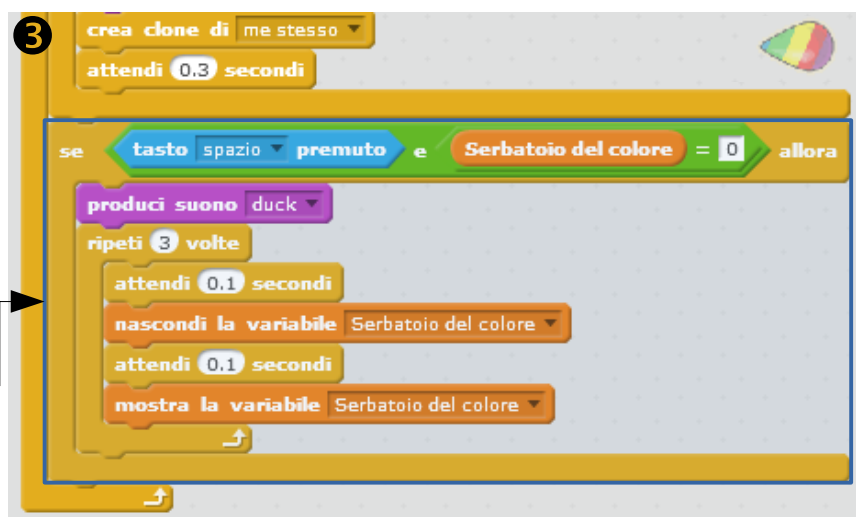 3
crea clone di me stesso
attendi 0.3 secondi
se tasto spazio premuto e Serbatoio del colore = 0 allora
produci suono duck
ripeti 3 volte
attendi 0.1 secondi
nascondi la variabile Serbatoio del colore
attendi 0.1 secondi
mostra la variabile Serbatoio del colore